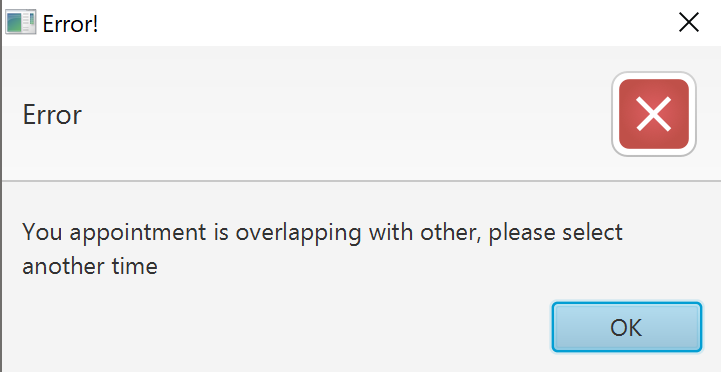 Error!
Error
You appointment is overlapping with other, please select
another time
OK